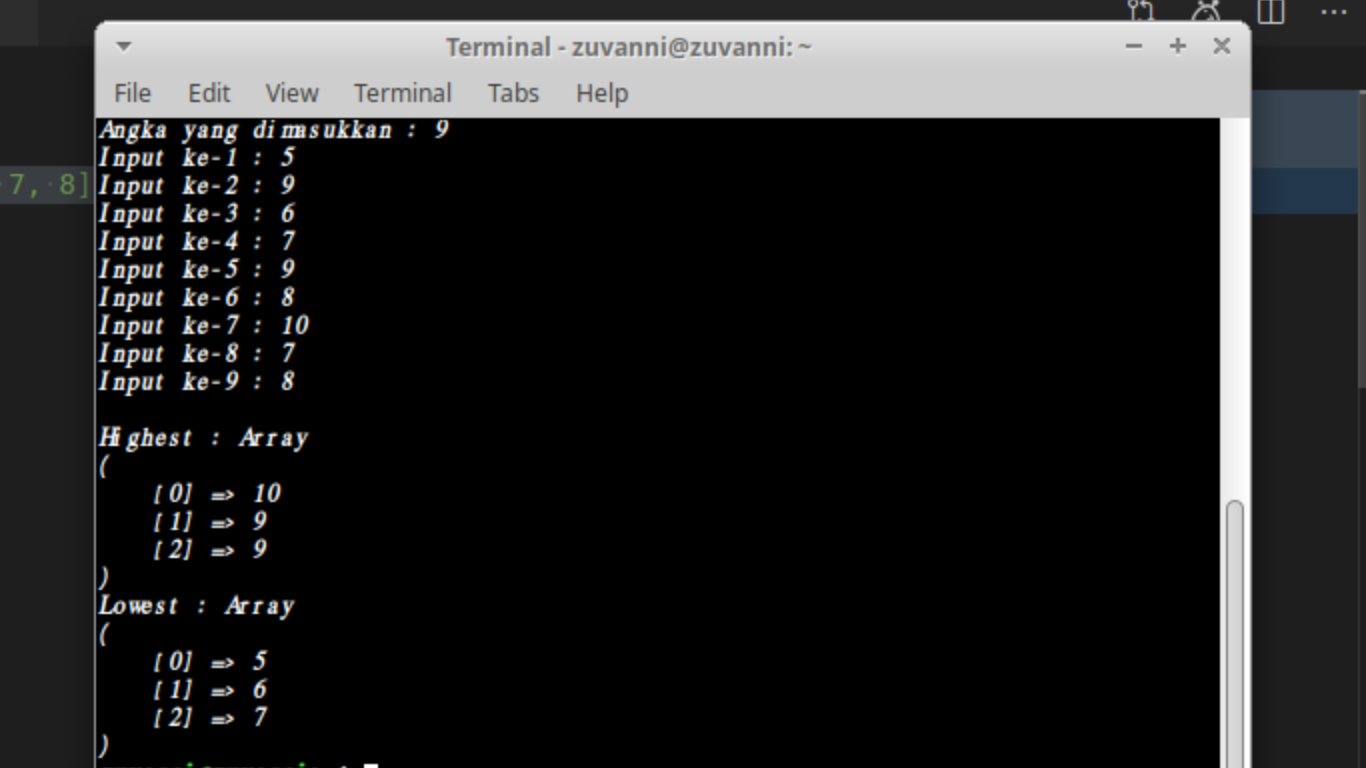 Terminal - zuvanni@zuvanni: ~
File Edit View Terminal Tabs Help
7, 8]
Angka yang dimasukkan : 9
Input ke-1 : 5
Input ke-2 : 9
Input ke-3 : 6
Input ke-4 : 7
Input ke-5 : 9
Input ke-6 : 8
Input ke-7 : 10
Input ke-8 : 7
Input ke-9 : 8
Highest : Array
(
[0] => 10
[1] => 9
[2] => 9
)
Lowest : Array
(
[0] => 5
[1] => 6
[2] => 7
)